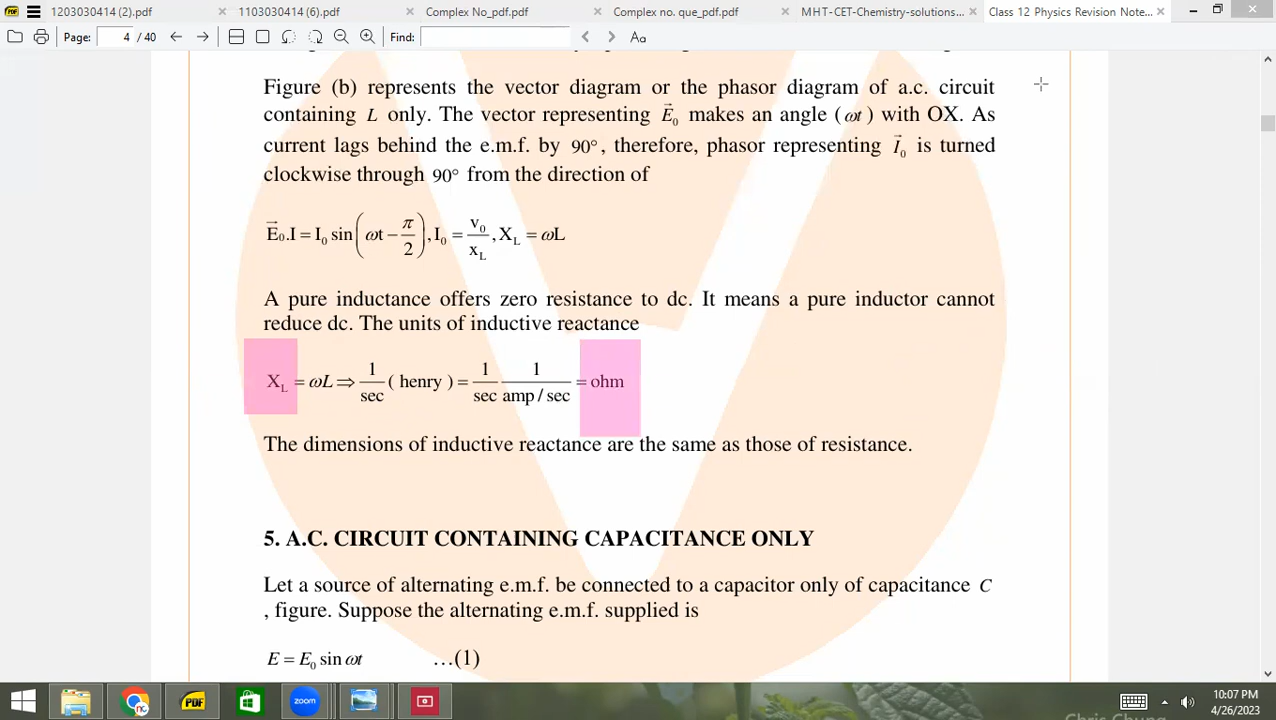 1203030414 (2).pdf × 1103030414 (6).pdf × Complex No_pdf.pdf × Complex no. que_pdf.pdf × MHT-CET-Chemistry-solutions... × Class 12 Physics Revision Note... ×
Page: 4 / 40 Find: Aa
Figure (b) represents the vector diagram or the phasor diagram of a.c. circuit
containing L only. The vector representing E⃗₀ makes an angle (ωt) with OX. As
current lags behind the e.m.f. by 90°, therefore, phasor representing I⃗₀ is turned
clockwise through 90° from the direction of
E⃗₀.I = I₀ sin(ωt − π/2), I₀ = v₀/x_L, X_L = ωL
A pure inductance offers zero resistance to dc. It means a pure inductor cannot
reduce dc. The units of inductive reactance
X_L = ωL ⇒ 1/sec ( henry ) = 1/sec 1/(amp / sec) = ohm
The dimensions of inductive reactance are the same as those of resistance.
5. A.C. CIRCUIT CONTAINING CAPACITANCE ONLY
Let a source of alternating e.m.f. be connected to a capacitor only of capacitance C
, figure. Suppose the alternating e.m.f. supplied is
E = E₀ sin ωt …(1)
PDF zoom 10:07 PM
4/26/2023